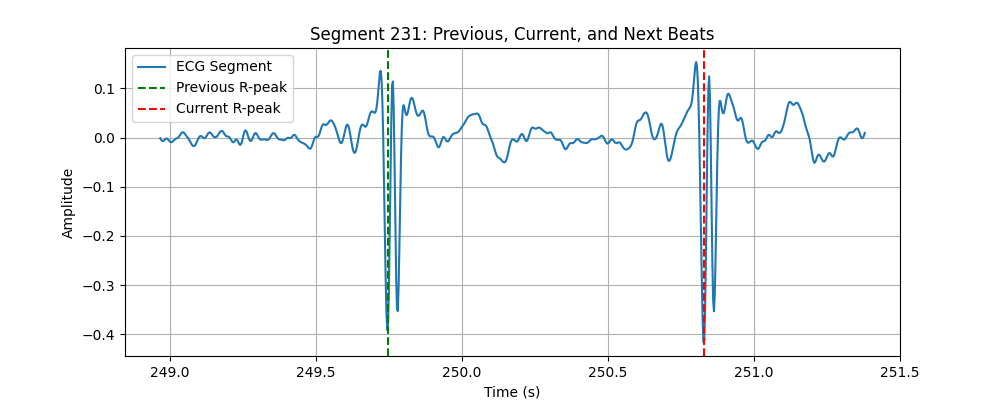 Segment 231: Previous, Current, and Next Beats
ECG Segment
Previous R-peak
Current R-peak
Amplitude
0.1
0.0
−0.1
−0.2
−0.3
−0.4
249.0 249.5 250.0 250.5 251.0 251.5
Time (s)